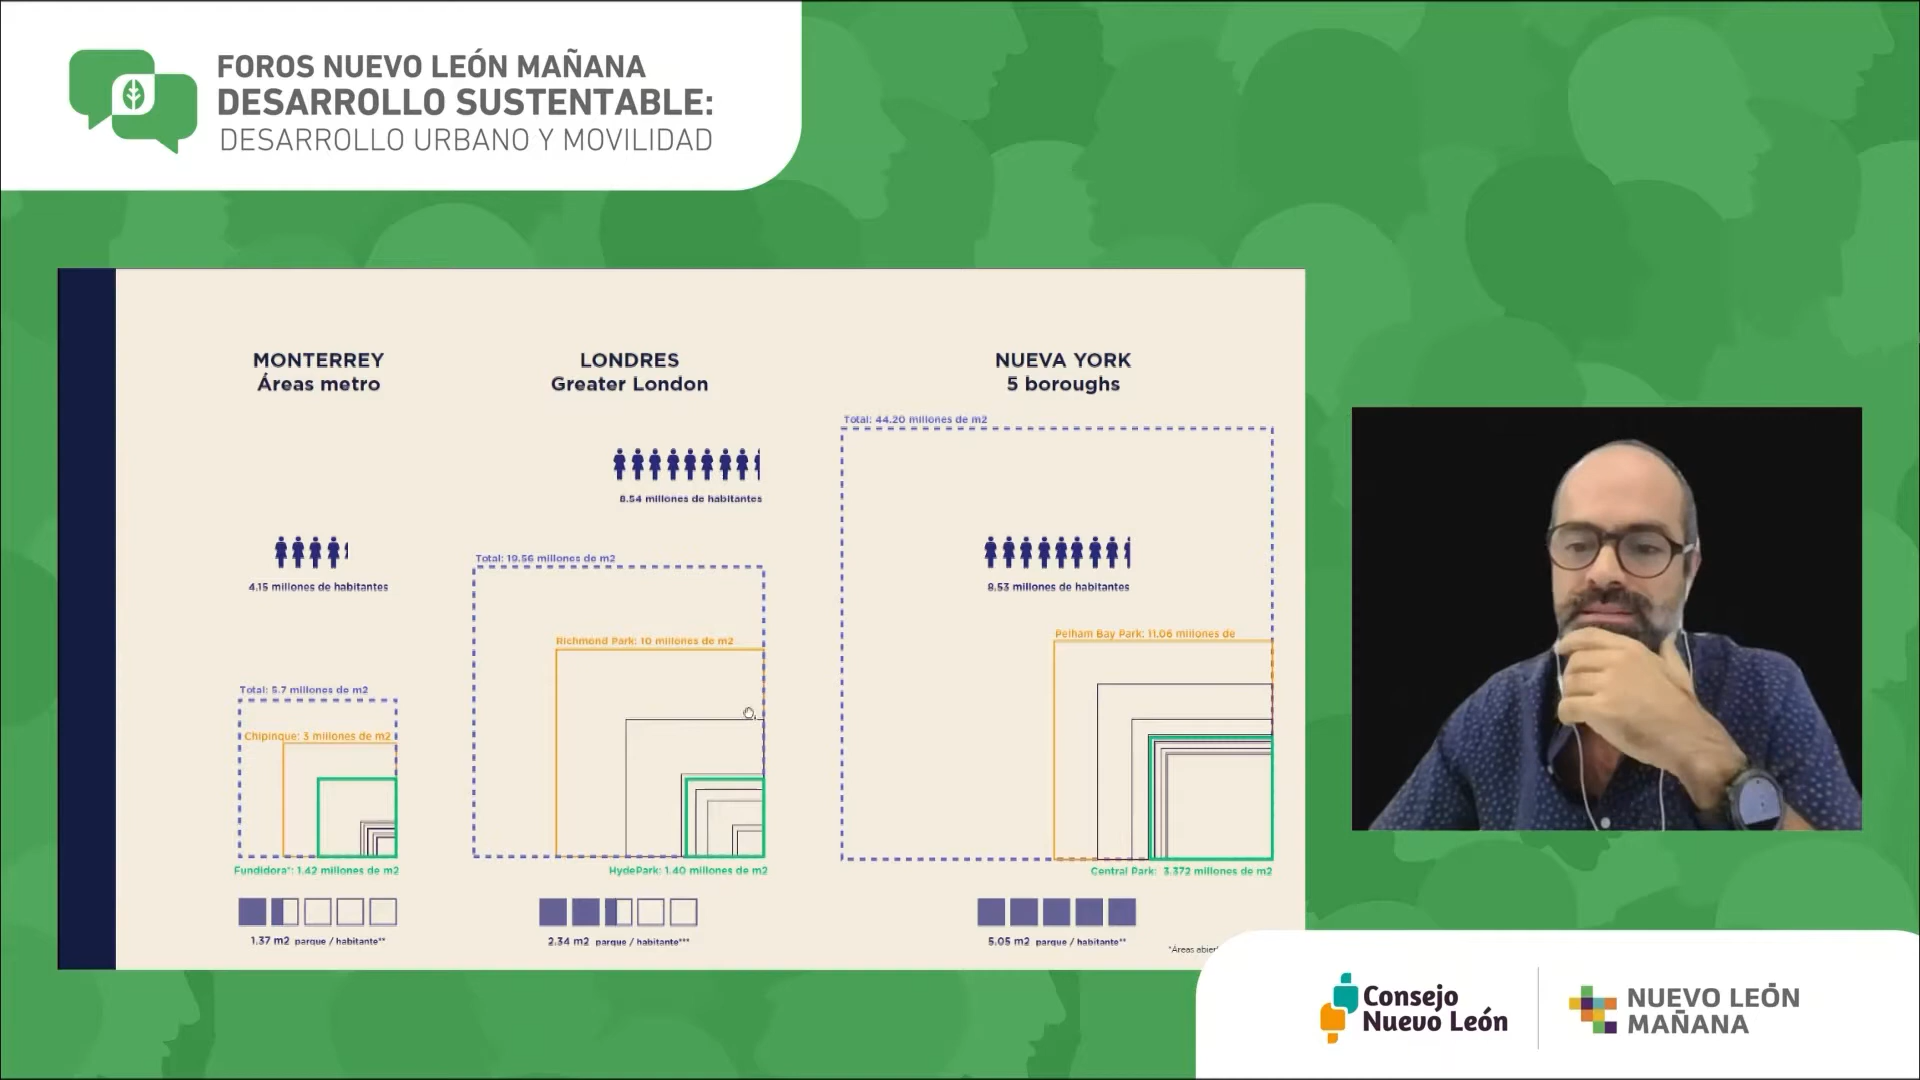 FOROS NUEVO LEÓN MAÑANA
DESARROLLO SUSTENTABLE:
DESARROLLO URBANO Y MOVILIDAD
MONTERREY
Áreas metro
4.15 millones de habitantes
Total: 5.7 millones de m2
Chipinque: 3 millones de m2
Fundidora*: 1.42 millones de m2
1.37 m2 parque / habitante**
LONDRES
Greater London
8.54 millones de habitantes
Total: 19.56 millones de m2
Richmond Park: 10 millones de m2
HydePark: 1.40 millones de m2
2.34 m2 parque / habitante***
NUEVA YORK
5 boroughs
Total: 44.20 millones de m2
8.53 millones de habitantes
Pelham Bay Park: 11.06 millones de
Central Park: 3.372 millones de m2
5.05 m2 parque / habitante**
*Áreas
Consejo
Nuevo León
NUEVO LEÓN
MAÑANA